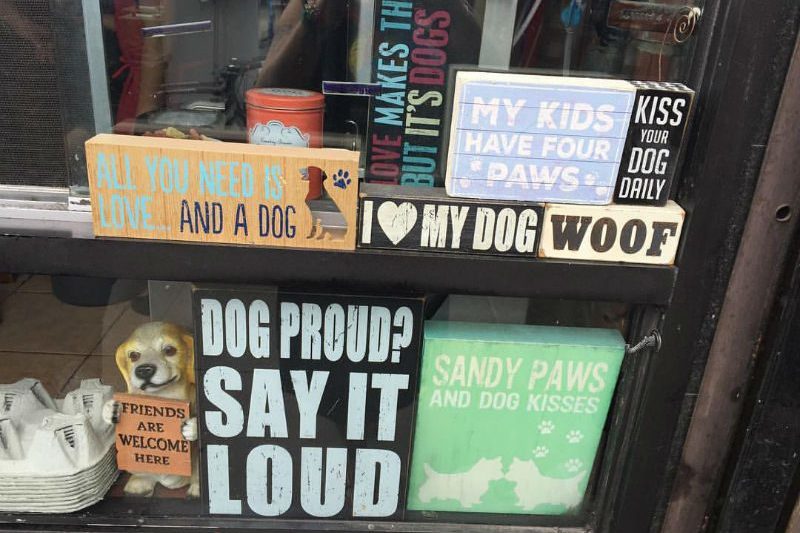 LOVE MAKES TH
BUT IT'S DOGS
MY KIDS
HAVE FOUR
PAWS
KISS
YOUR
DOG
DAILY
ALL YOU NEED IS
LOVE... AND A DOG
I MY DOG
WOOF
DOG PROUD?
SAY IT
LOUD
SANDY PAWS
AND DOG KISSES
FRIENDS
ARE
WELCOME
HERE